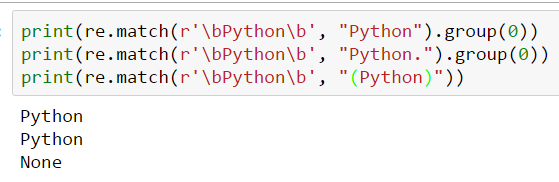 print(re.match(r'\bPython\b', "Python").group(0))
print(re.match(r'\bPython\b', "Python.").group(0))
print(re.match(r'\bPython\b', "(Python)"))
Python
Python
None